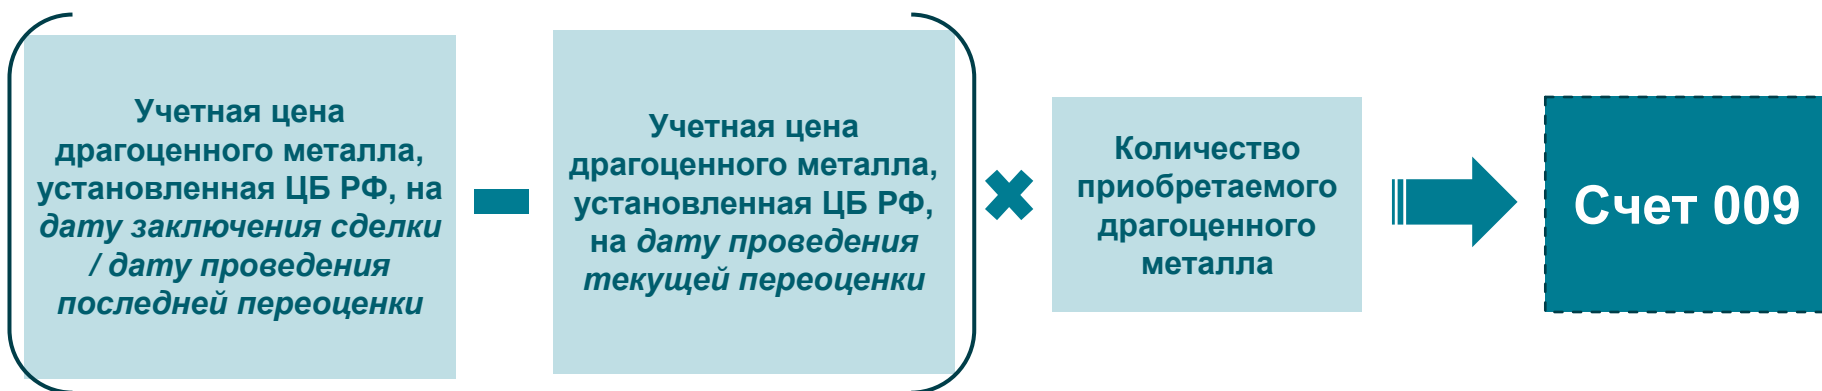 Учетная цена
драгоценного металла,
установленная ЦБ РФ, на
дату заключения сделки
/ дату проведения
последней переоценки
Учетная цена
драгоценного металла,
установленная ЦБ РФ,
на дату проведения
текущей переоценки
Количество
приобретаемого
драгоценного
металла
Счет 009